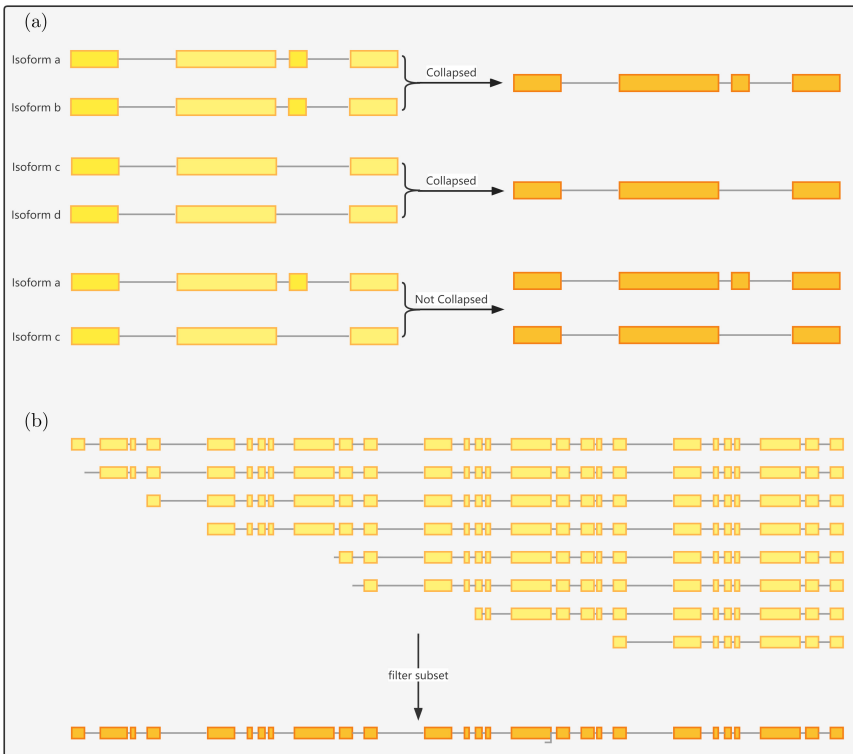 (a)
Isoform a
Collapsed
Isoform b
Isoform c
Collapsed
Isoform d
Isoform a
Not Collapsed
Isoform c
(b)
filter subset